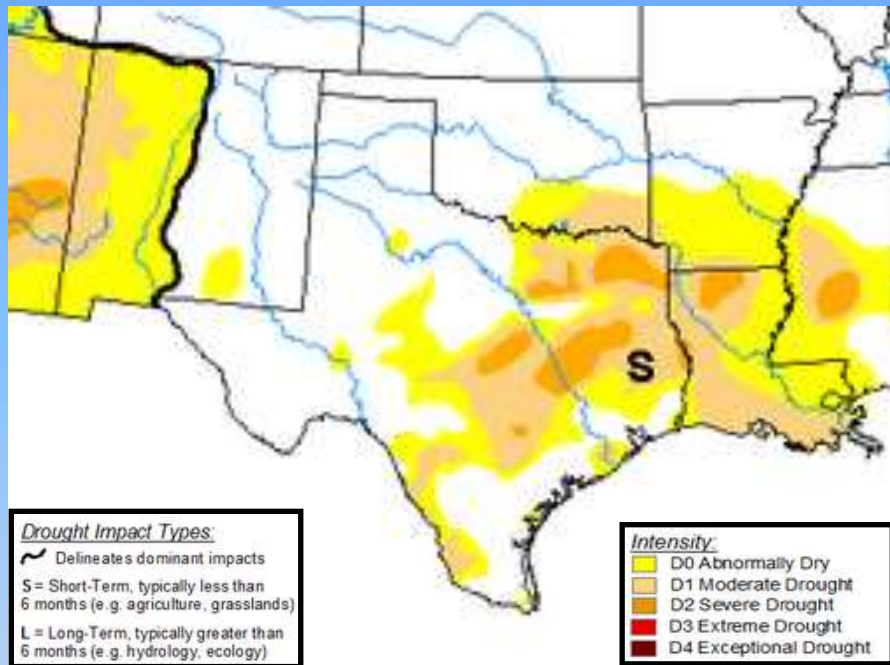 S
Drought Impact Types:
Delineates dominant impacts
S = Short-Term, typically less than
6 months (e.g. agriculture, grasslands)
L = Long-Term, typically greater than
6 months (e.g. hydrology, ecology)
Intensity:
D0 Abnormally Dry
D1 Moderate Drought
D2 Severe Drought
D3 Extreme Drought
D4 Exceptional Drought